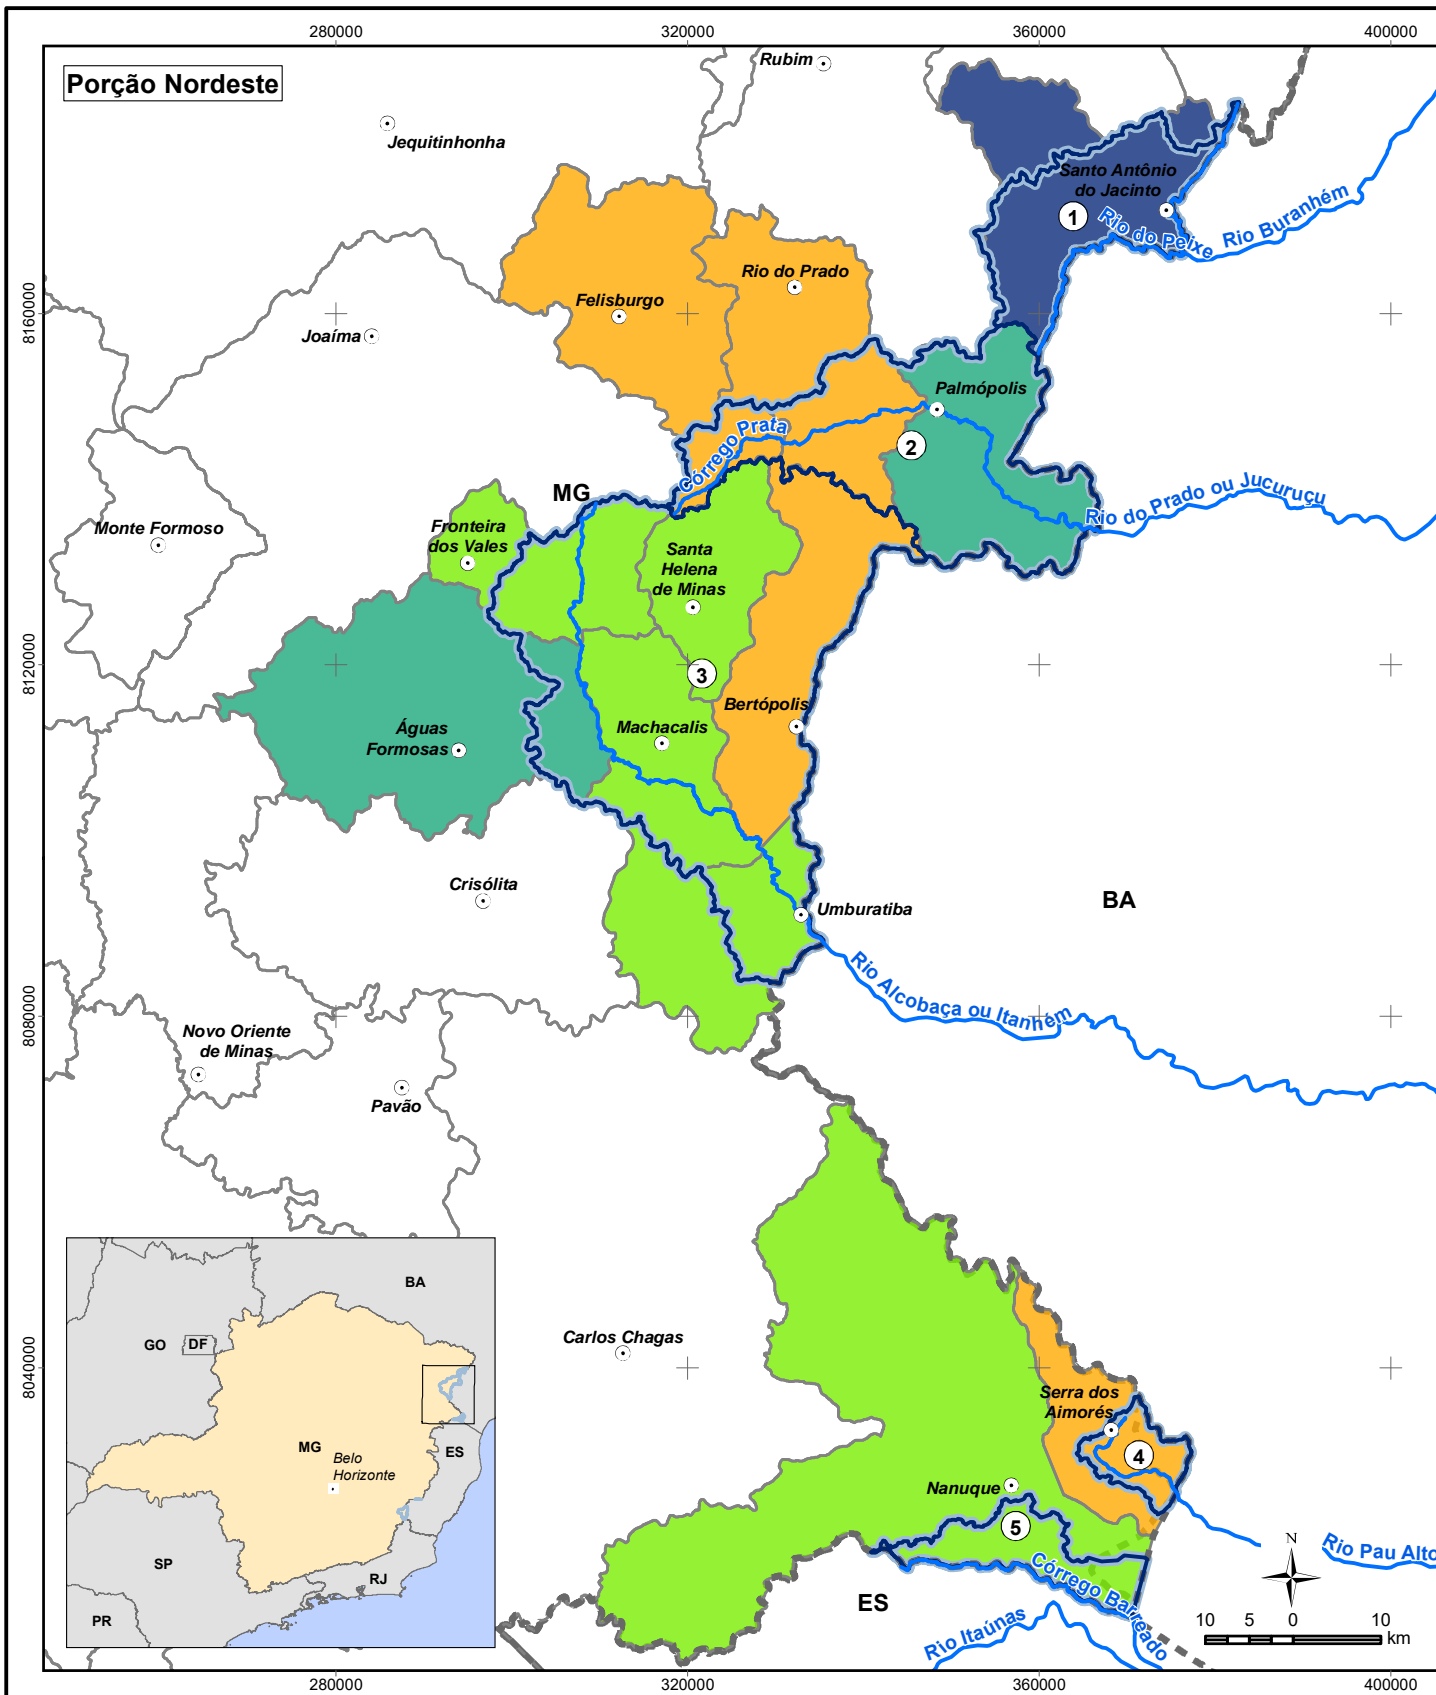 280000
320000
360000
400000
Porção Nordeste
Rubim
Jequitinhonha
Santo Antônio
do Jacinto
1
Rio do Peixe
Rio Buranhém
8160000
Rio do Prado
Felisburgo
Joaíma
Palmópolis
Córrego Prata
2
MG
Rio do Prado ou Jucuruçu
Monte Formoso
Fronteira
dos Vales
Santa
Helena
de Minas
8120000
3
Bertópolis
Águas
Formosas
Machacalis
Crisólita
Umburatiba
BA
Rio Alcobaça ou Itanhém
8080000
Novo Oriente
de Minas
Pavão
8040000
Carlos Chagas
Serra dos
Aimorés
4
Nanuque
5
Rio Pau Alto
Córrego Barreado
ES
Rio Itaúnas
BA
GO
DF
MG
Belo
Horizonte
ES
SP
RJ
PR
N
10 5 0 10
km
280000
320000
360000
400000